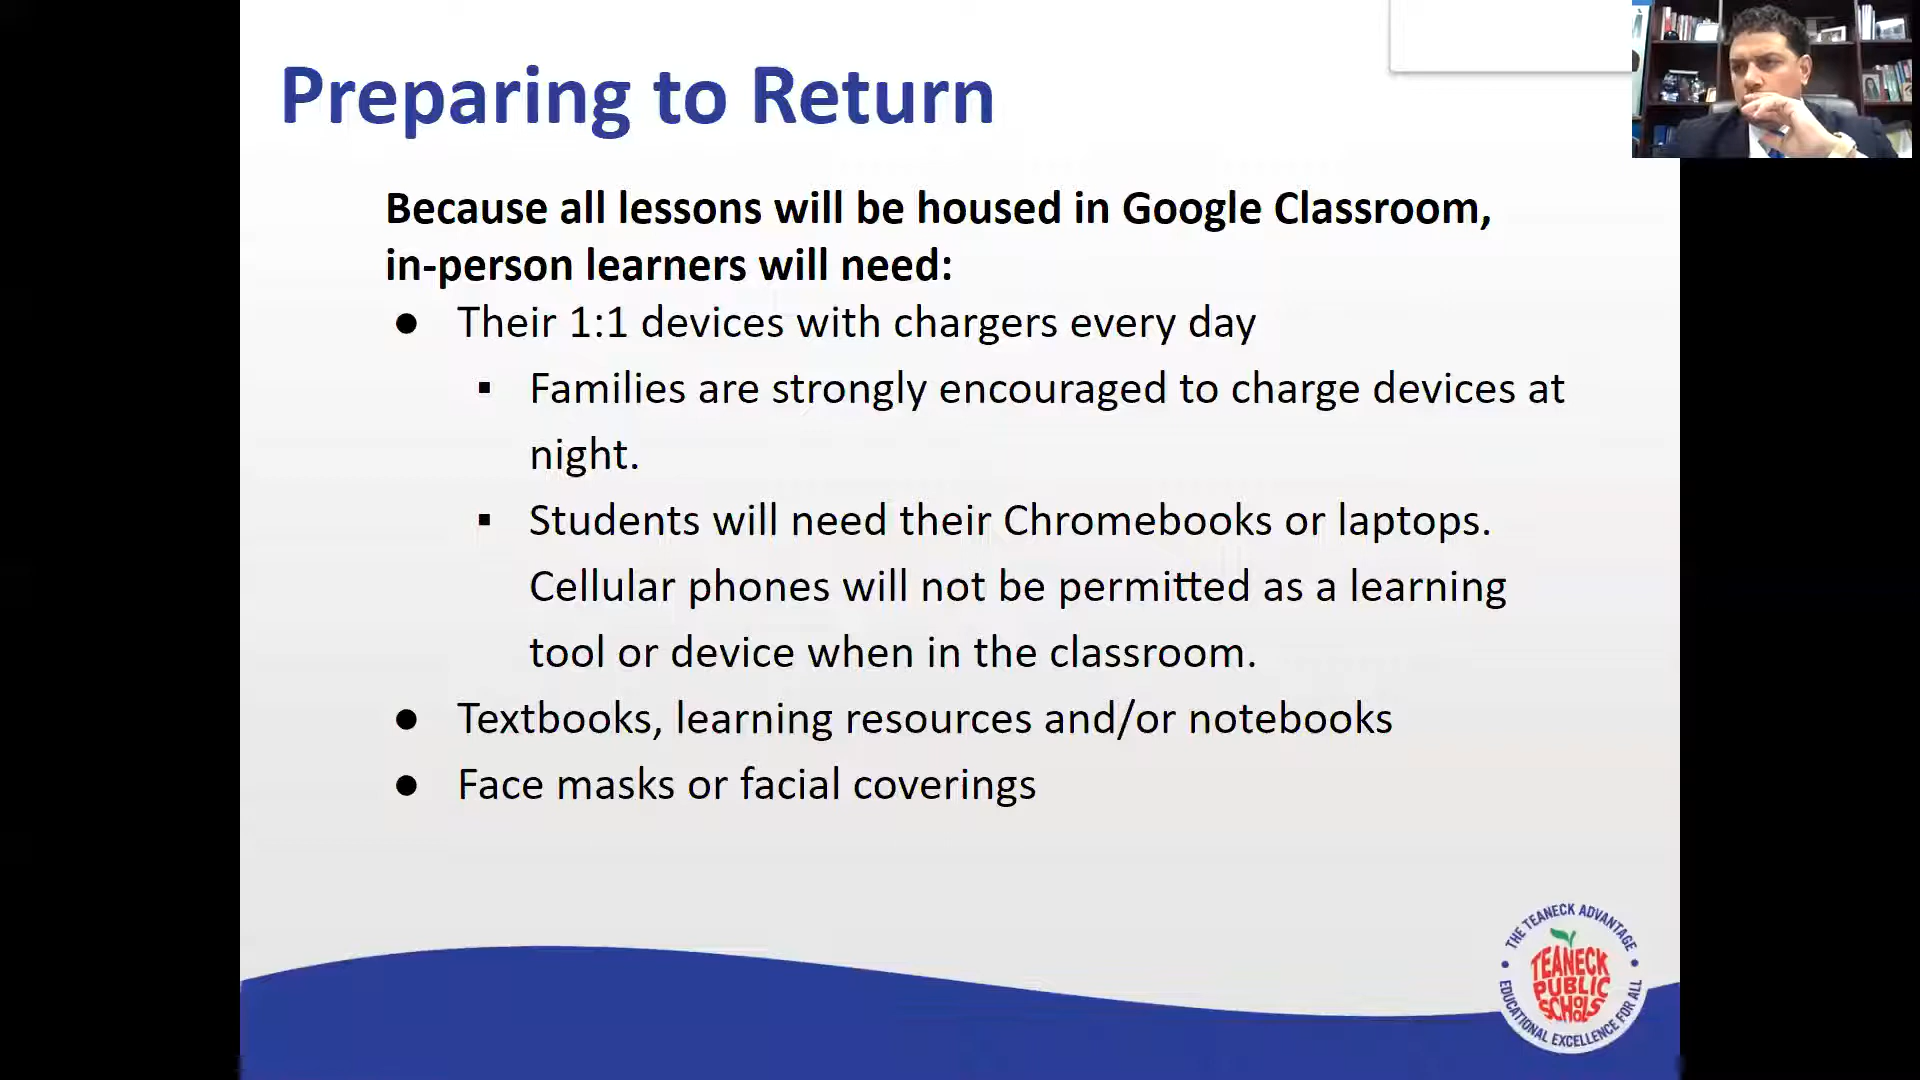 Preparing to Return
Because all lessons will be housed in Google Classroom,
in-person learners will need:
● Their 1:1 devices with chargers every day
▪ Families are strongly encouraged to charge devices at
night.
▪ Students will need their Chromebooks or laptops.
Cellular phones will not be permitted as a learning
tool or device when in the classroom.
● Textbooks, learning resources and/or notebooks
● Face masks or facial coverings
THE TEANECK ADVANTAGE
TEANECK
PUBLIC
SCHOOLS
EDUCATIONAL EXCELLENCE FOR ALL